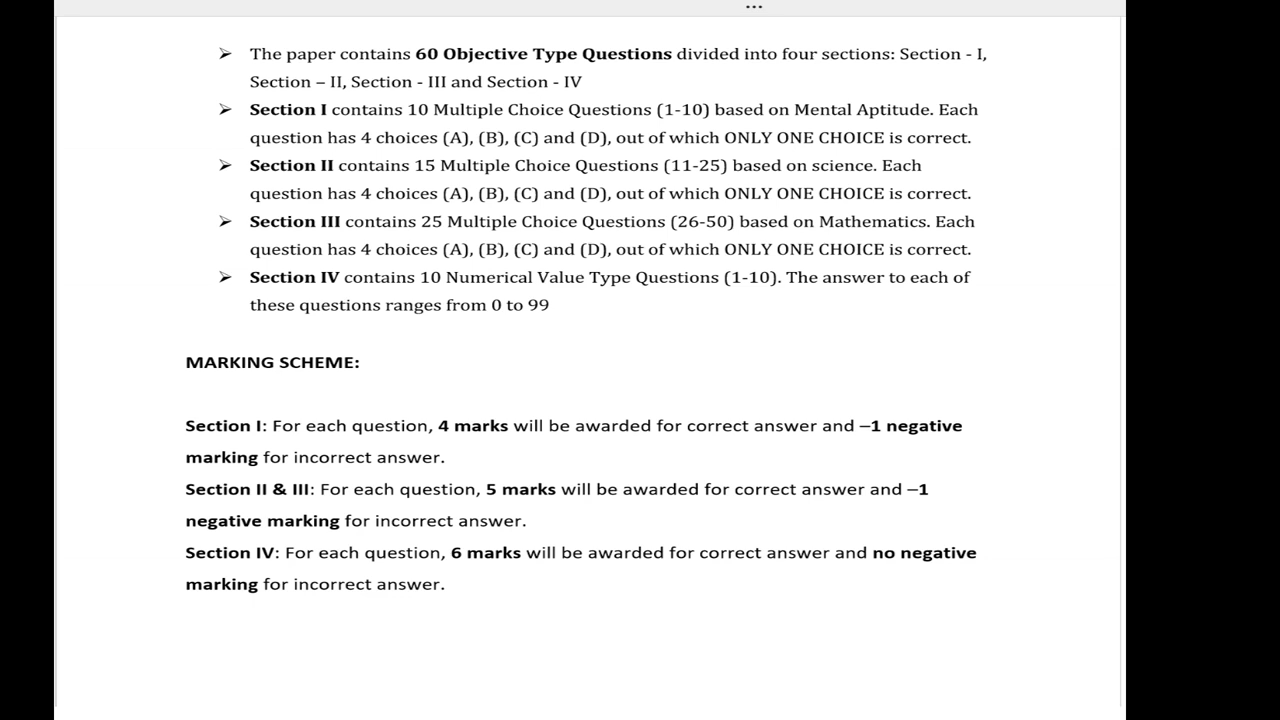 ...
➢ The paper contains 60 Objective Type Questions divided into four sections: Section - I,
Section – II, Section - III and Section - IV
➢ Section I contains 10 Multiple Choice Questions (1-10) based on Mental Aptitude. Each
question has 4 choices (A), (B), (C) and (D), out of which ONLY ONE CHOICE is correct.
➢ Section II contains 15 Multiple Choice Questions (11-25) based on science. Each
question has 4 choices (A), (B), (C) and (D), out of which ONLY ONE CHOICE is correct.
➢ Section III contains 25 Multiple Choice Questions (26-50) based on Mathematics. Each
question has 4 choices (A), (B), (C) and (D), out of which ONLY ONE CHOICE is correct.
➢ Section IV contains 10 Numerical Value Type Questions (1-10). The answer to each of
these questions ranges from 0 to 99
MARKING SCHEME:
Section I: For each question, 4 marks will be awarded for correct answer and –1 negative
marking for incorrect answer.
Section II & III: For each question, 5 marks will be awarded for correct answer and –1
negative marking for incorrect answer.
Section IV: For each question, 6 marks will be awarded for correct answer and no negative
marking for incorrect answer.